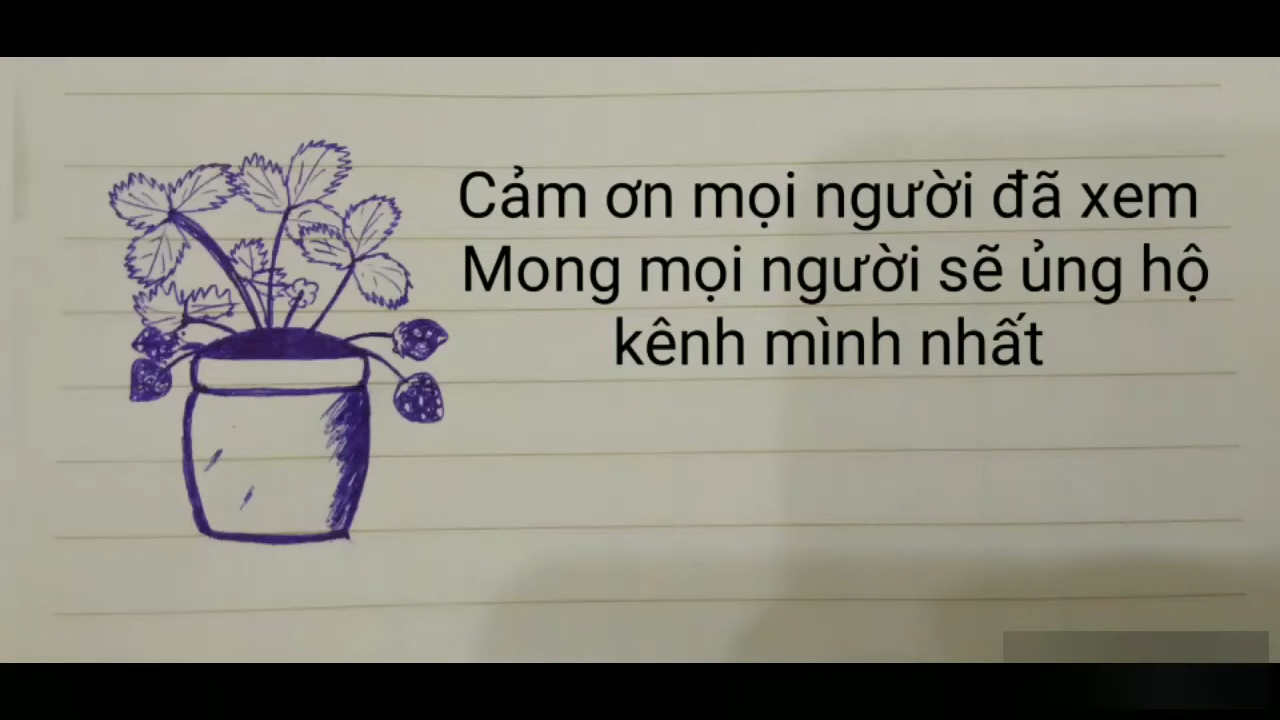 Cảm ơn mọi người đã xem
Mong mọi người sẽ ủng hộ
kênh mình nhất